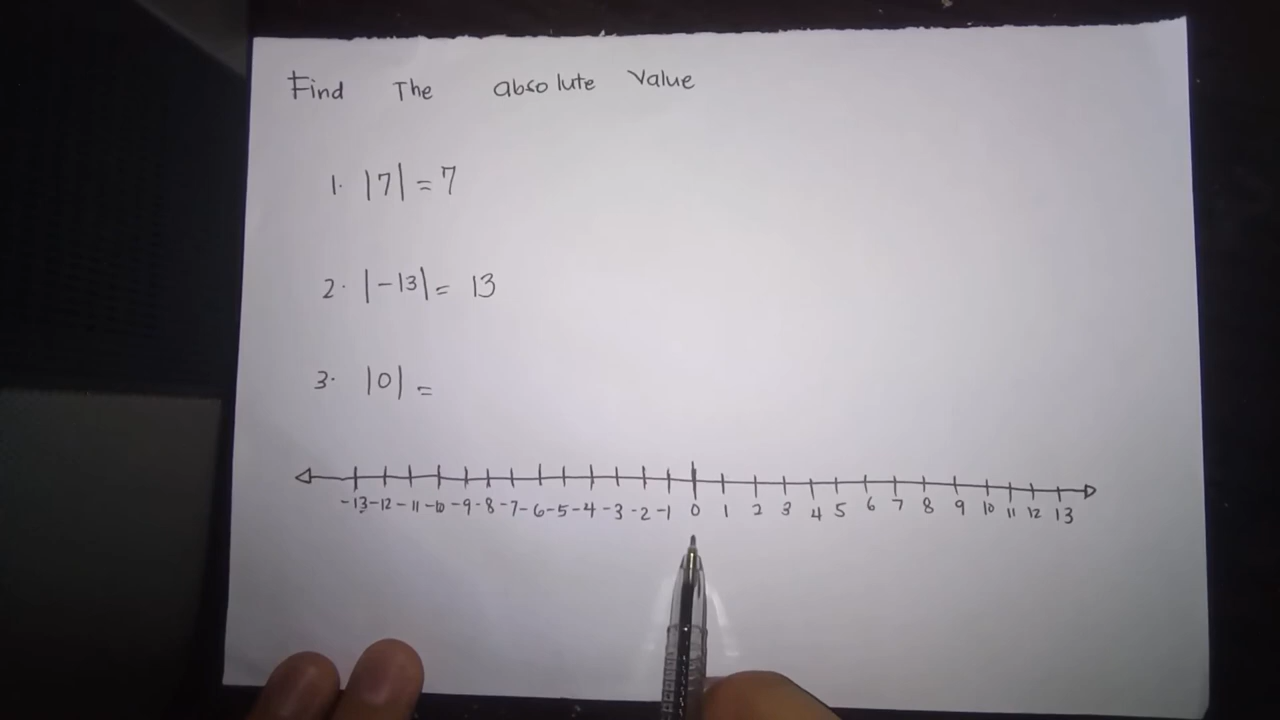 Find The absolute Value
1. |7| = 7
2. |-13| = 13
3. |0| =
-13 -12 -11 -10 -9 -8 -7 -6 -5 -4 -3 -2 -1 0 1 2 3 4 5 6 7 8 9 10 11 12 13